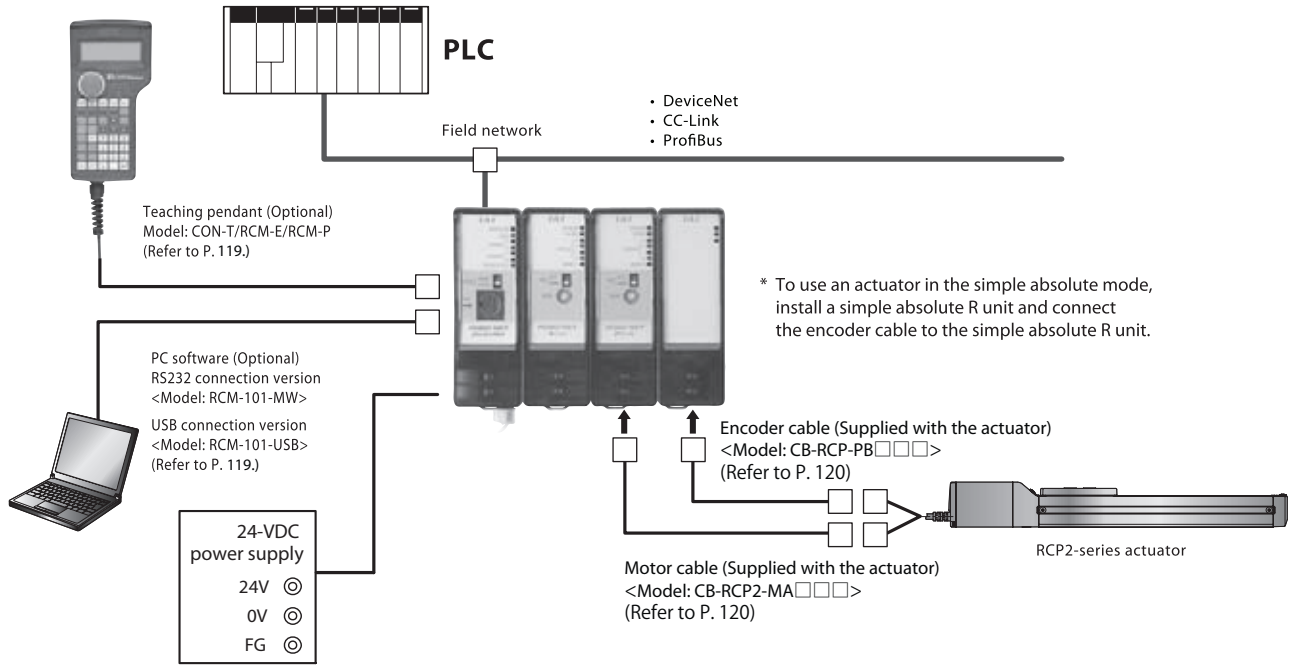 PLC
• DeviceNet
• CC-Link
• ProfiBus
Field network
Teaching pendant (Optional)
Model: CON-T/RCM-E/RCM-P
(Refer to P. 119.)
* To use an actuator in the simple absolute mode,
install a simple absolute R unit and connect
the encoder cable to the simple absolute R unit.
PC software (Optional)
RS232 connection version
<Model: RCM-101-MW>
USB connection version
<Model: RCM-101-USB>
(Refer to P. 119.)
Encoder cable (Supplied with the actuator)
<Model: CB-RCP-PB□□□>
(Refer to P. 120)
24-VDC
power supply
24V
0V
FG
RCP2-series actuator
Motor cable (Supplied with the actuator)
<Model: CB-RCP2-MA□□□>
(Refer to P. 120)